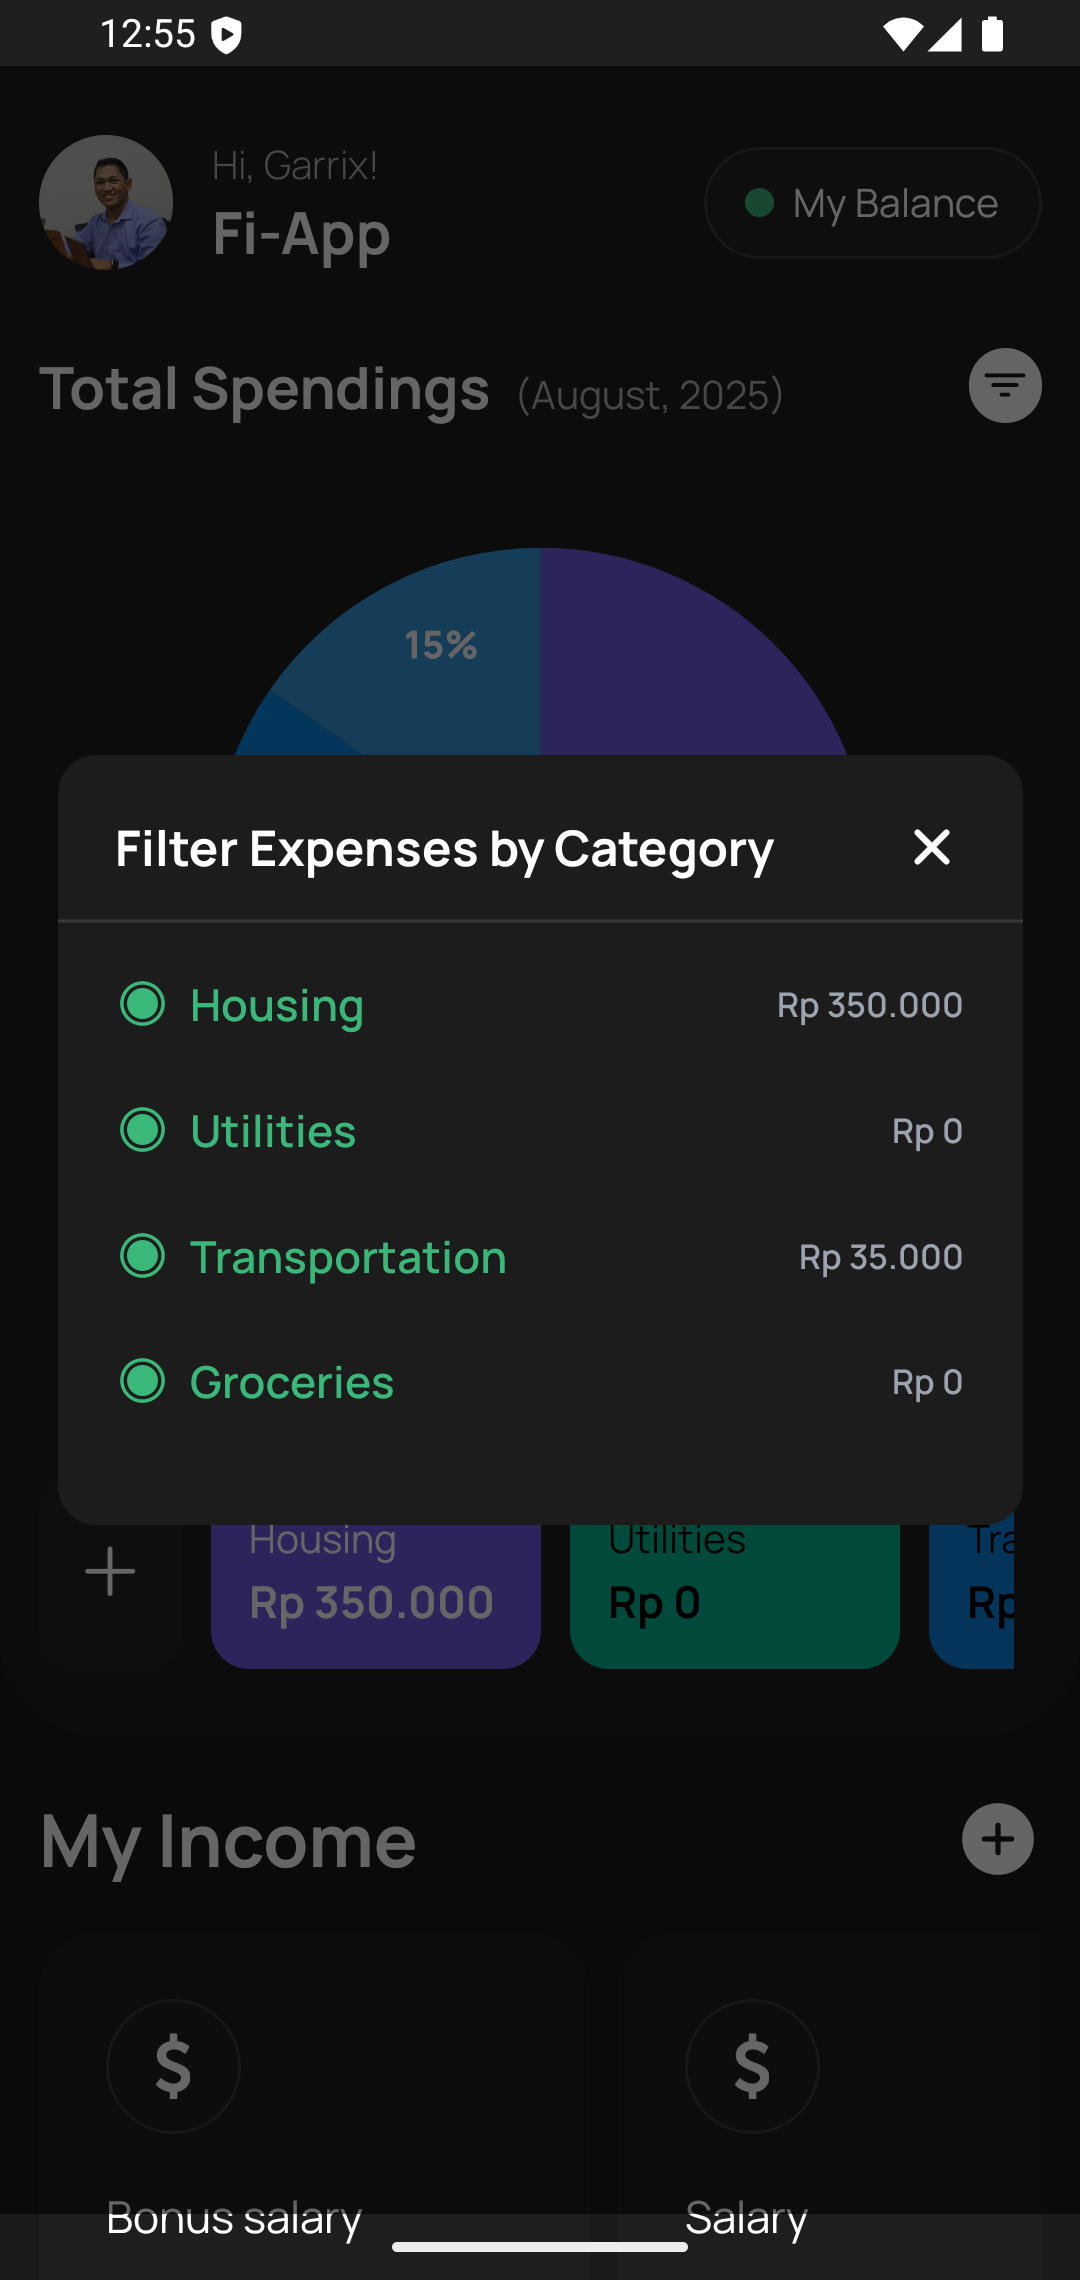 12:55
Hi, Garrix!
Fi-App
My Balance
Total Spendings (August, 2025)
15%
Filter Expenses by Category
Housing Rp 350.000
Utilities Rp 0
Transportation Rp 35.000
Groceries Rp 0
Housing Utilities
Rp 350.000 Rp 0 Rp
My Income
$ $
Bonus salary Salary